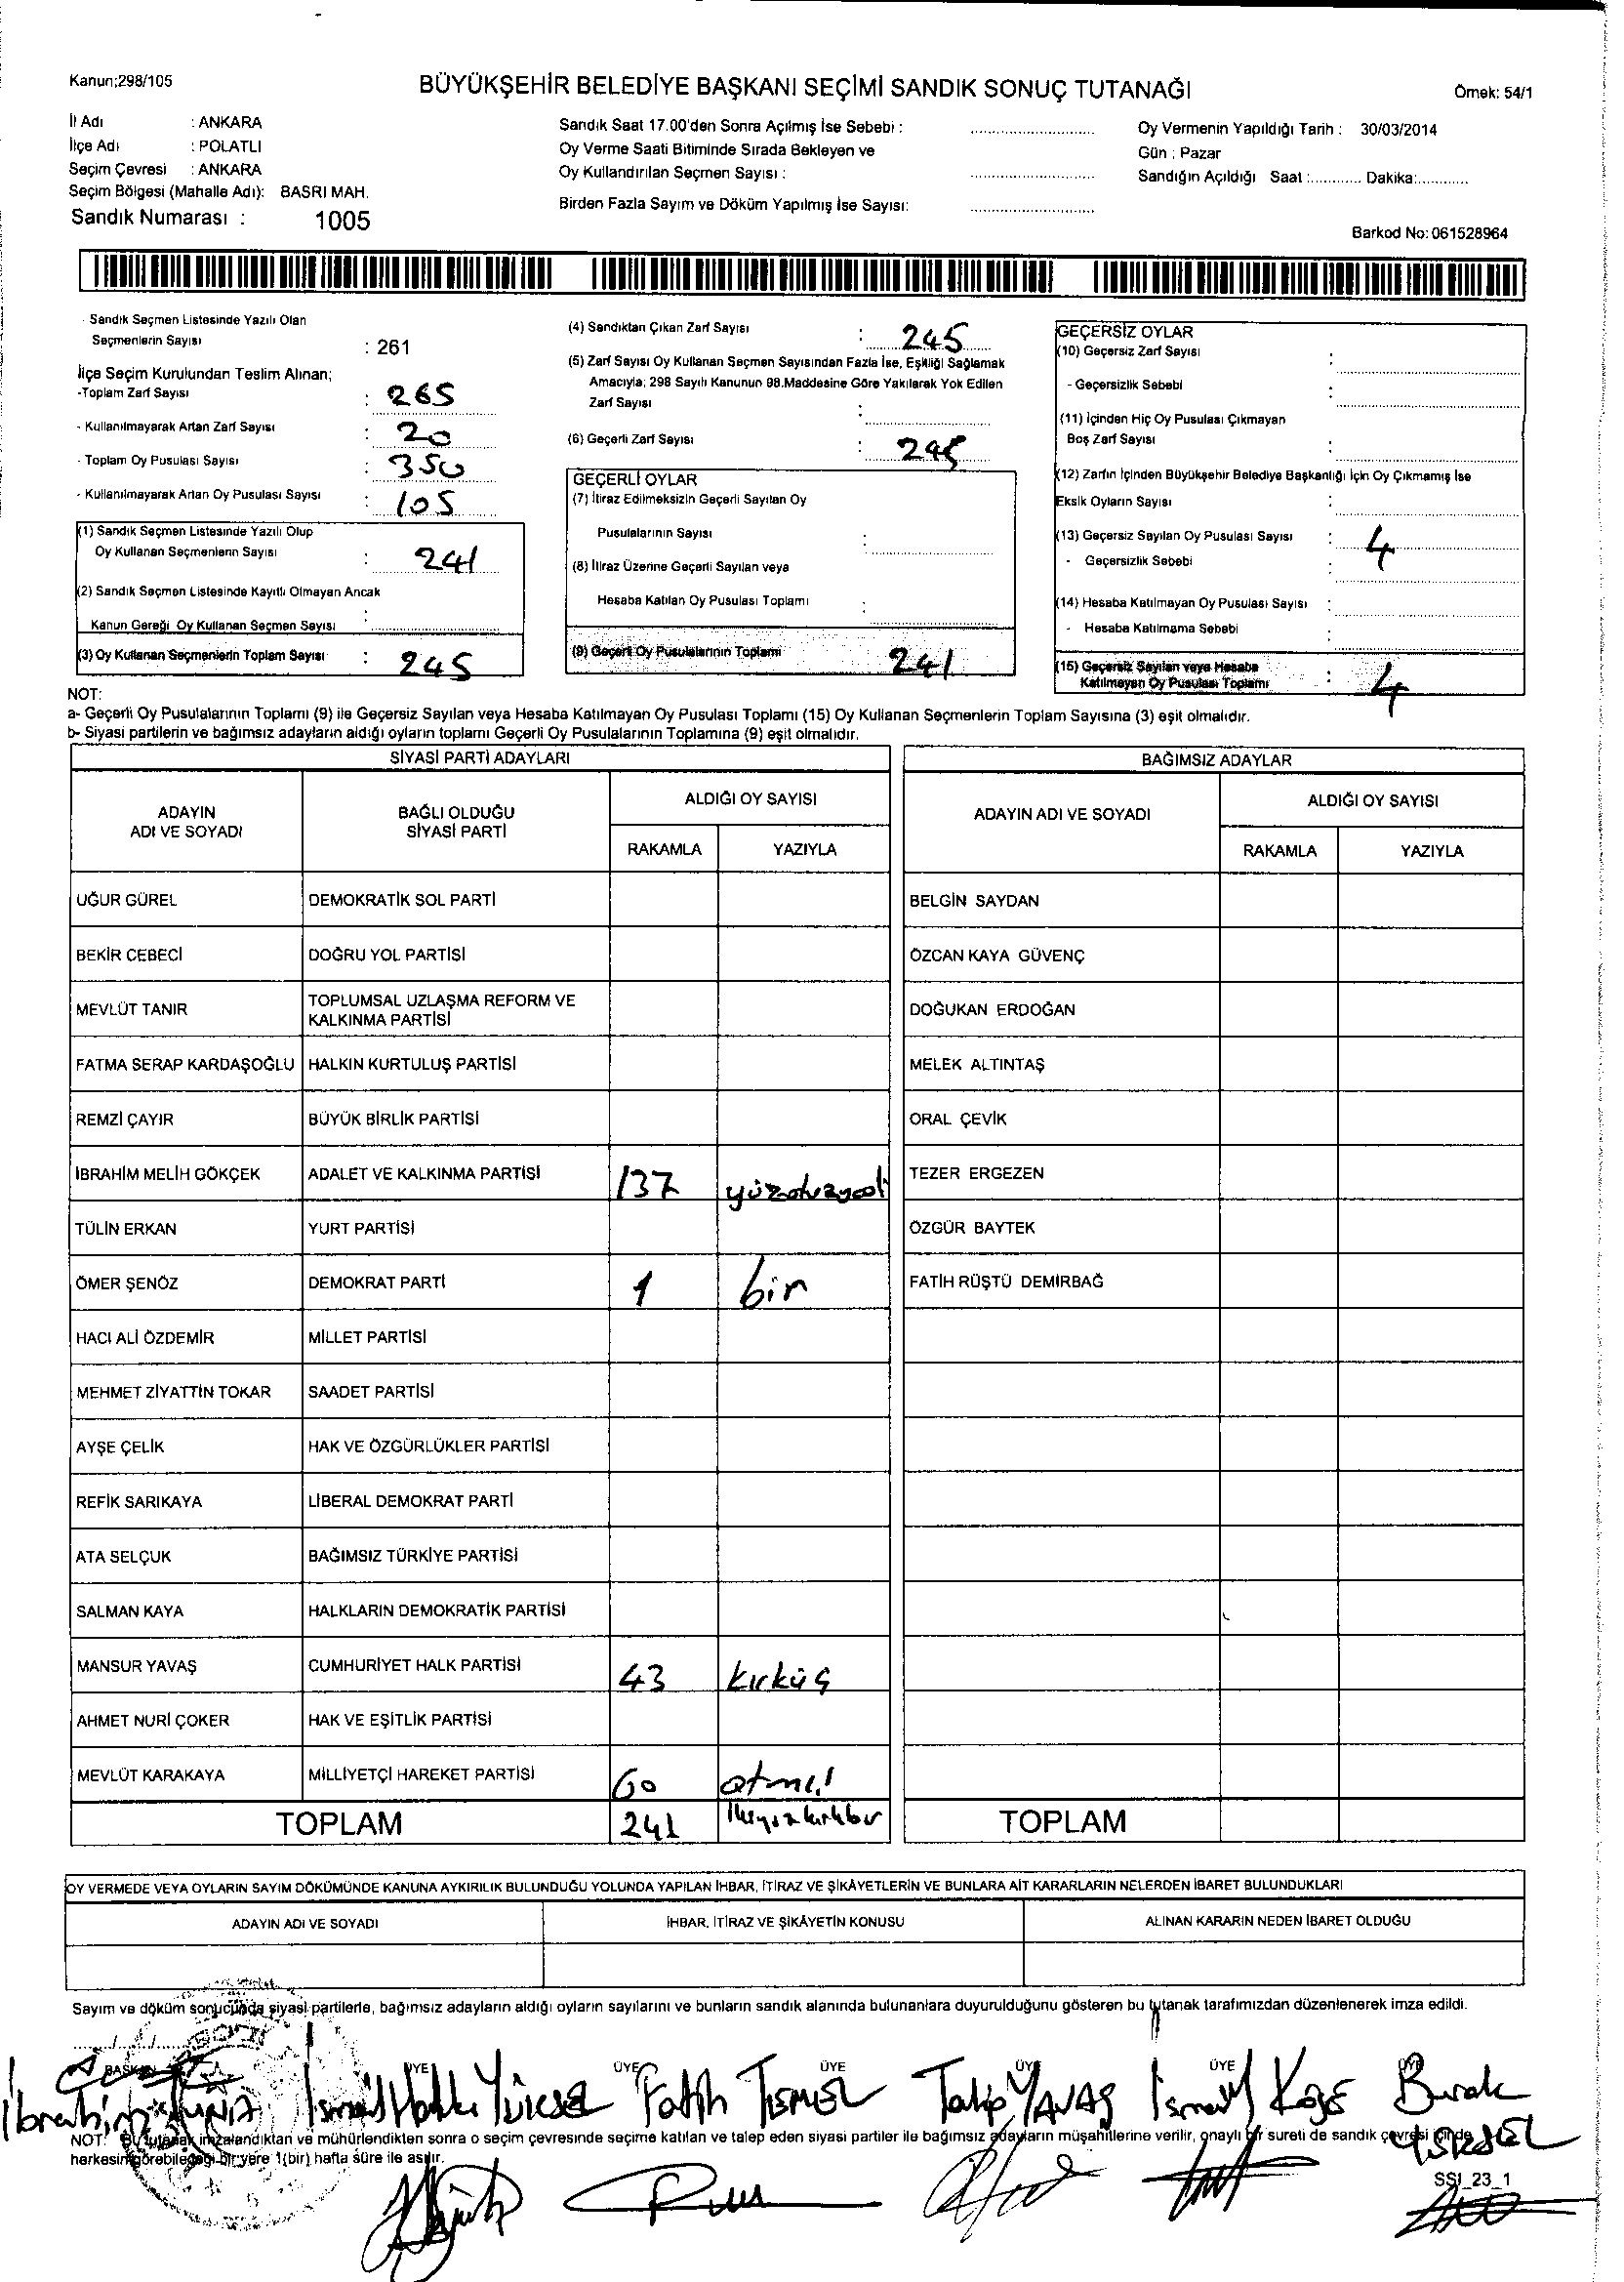 Kanun;298/105
BÜYÜKŞEHİR BELEDİYE BAŞKANI SEÇİMİ SANDIK SONUÇ TUTANAĞI
Örnek: 54/1
İl Adı : ANKARA
İlçe Adı : POLATLI
Seçim Çevresi : ANKARA
Seçim Bölgesi (Mahalle Adı): BASRI MAH.
Sandık Numarası : 1005
Sandık Saat 17.00'den Sonra Açılmış İse Sebebi :
Oy Verme Saati Bitiminde Sırada Bekleyen ve
Oy Kullandırılan Seçmen Sayısı :
Birden Fazla Sayım ve Döküm Yapılmış İse Sayısı:
Oy Vermenin Yapıldığı Tarih : 30/03/2014
Gün : Pazar
Sandığın Açıldığı Saat :............ Dakika:............
Barkod No: 061528964
- Sandık Seçmen Listesinde Yazılı Olan
Seçmenlerin Sayısı : 261
İlçe Seçim Kurulundan Teslim Alınan;
-Toplam Zarf Sayısı : 265
- Kullanılmayarak Artan Zarf Sayısı : 20
- Toplam Oy Pusulası Sayısı : 350
- Kullanılmayarak Artan Oy Pusulası Sayısı : 105
(1) Sandık Seçmen Listesinde Yazılı Olup
Oy Kullanan Seçmenlerin Sayısı : 241
(2) Sandık Seçmen Listesinde Kayıtlı Olmayan Ancak
Kanun Gereği Oy Kullanan Seçmen Sayısı :
(3) Oy Kullanan Seçmenlerin Toplam Sayısı : 245
(4) Sandıktan Çıkan Zarf Sayısı : 245
(5) Zarf Sayısı Oy Kullanan Seçmen Sayısından Fazla İse, Eşitliği Sağlamak
Amacıyla; 298 Sayılı Kanunun 98.Maddesine Göre Yakılarak Yok Edilen
Zarf Sayısı :
(6) Geçerli Zarf Sayısı : 245
GEÇERLİ OYLAR
(7) İtiraz Edilmeksizin Geçerli Sayılan Oy
Pusulalarının Sayısı :
(8) İtiraz Üzerine Geçerli Sayılan veya
Hesaba Katılan Oy Pusulası Toplamı :
(9) Geçerli Oy Pusulalarının Toplamı 241
GEÇERSİZ OYLAR
(10) Geçersiz Zarf Sayısı :
- Geçersizlik Sebebi :
(11) İçinden Hiç Oy Pusulası Çıkmayan
Boş Zarf Sayısı :
(12) Zarfın İçinden Büyükşehir Belediye Başkanlığı İçin Oy Çıkmamış İse
Eksik Oyların Sayısı :
(13) Geçersiz Sayılan Oy Pusulası Sayısı : 4
- Geçersizlik Sebebi :
(14) Hesaba Katılmayan Oy Pusulası Sayısı :
- Hesaba Katılmama Sebebi :
(15) Geçersiz Sayılan veya Hesaba
Katılmayan Oy Pusulası Toplamı : 4
NOT:
a- Geçerli Oy Pusulalarının Toplamı (9) ile Geçersiz Sayılan veya Hesaba Katılmayan Oy Pusulası Toplamı (15) Oy Kullanan Seçmenlerin Toplam Sayısına (3) eşit olmalıdır.
b- Siyasi partilerin ve bağımsız adayların aldığı oyların toplamı Geçerli Oy Pusulalarının Toplamına (9) eşit olmalıdır.
SİYASİ PARTİ ADAYLARI
ADAYIN ADI VE SOYADI
BAĞLI OLDUĞU SİYASİ PARTİ
ALDIĞI OY SAYISI
RAKAMLA YAZIYLA
UĞUR GÜREL DEMOKRATİK SOL PARTİ
BEKİR CEBECİ DOĞRU YOL PARTİSİ
MEVLÜT TANIR TOPLUMSAL UZLAŞMA REFORM VE
KALKINMA PARTİSİ
FATMA SERAP KARDAŞOĞLU HALKIN KURTULUŞ PARTİSİ
REMZİ ÇAYIR BÜYÜK BİRLİK PARTİSİ
İBRAHİM MELİH GÖKÇEK ADALET VE KALKINMA PARTİSİ 137
TÜLİN ERKAN YURT PARTİSİ
ÖMER ŞENÖZ DEMOKRAT PARTİ 1 bir
HACI ALİ ÖZDEMİR MİLLET PARTİSİ
MEHMET ZİYATTİN TOKAR SAADET PARTİSİ
AYŞE ÇELİK HAK VE ÖZGÜRLÜKLER PARTİSİ
REFİK SARIKAYA LİBERAL DEMOKRAT PARTİ
ATA SELÇUK BAĞIMSIZ TÜRKİYE PARTİSİ
SALMAN KAYA HALKLARIN DEMOKRATİK PARTİSİ
MANSUR YAVAŞ CUMHURİYET HALK PARTİSİ 43 kırküç
AHMET NURİ ÇOKER HAK VE EŞİTLİK PARTİSİ
MEVLÜT KARAKAYA MİLLİYETÇİ HAREKET PARTİSİ 60 atmış
TOPLAM 241 ikiyüzkırkbir
BAĞIMSIZ ADAYLAR
ADAYIN ADI VE SOYADI
ALDIĞI OY SAYISI
RAKAMLA YAZIYLA
BELGİN SAYDAN
ÖZCAN KAYA GÜVENÇ
DOĞUKAN ERDOĞAN
MELEK ALTINTAŞ
ORAL ÇEVİK
TEZER ERGEZEN
ÖZGÜR BAYTEK
FATİH RÜŞTÜ DEMİRBAĞ
TOPLAM
OY VERMEDE VEYA OYLARIN SAYIM DÖKÜMÜNDE KANUNA AYKIRILIK BULUNDUĞU YOLUNDA YAPILAN İHBAR, İTİRAZ VE ŞİKÂYETLERİN VE BUNLARA AİT KARARLARIN NELERDEN İBARET BULUNDUKLARI
ADAYIN ADI VE SOYADI İHBAR, İTİRAZ VE ŞİKÂYETİN KONUSU ALINAN KARARIN NEDEN İBARET OLDUĞU
Sayım ve döküm sonucunda siyasi partilerle, bağımsız adayların aldığı oyların sayılarını ve bunların sandık alanında bulunanlara duyurulduğunu gösteren bu tutanak tarafımızdan düzenlenerek imza edildi.
BAŞKAN ÜYE ÜYE ÜYE ÜYE ÜYE ÜYE
İbrahim İsmail Hakkı Yüksel Fatih TEMEL Talip YAVAŞ İsmail Köse Burak
NOT: Bu tutanak imzalandıktan ve mühürlendikten sonra o seçim çevresinde seçime katılan ve talep eden siyasi partiler ile bağımsız adayların müşahitlerine verilir, onaylı bir sureti de sandık çevresi içinde
herkesin görebileceği bir yere 1(bir) hafta süre ile asılır.
SSI_23_1